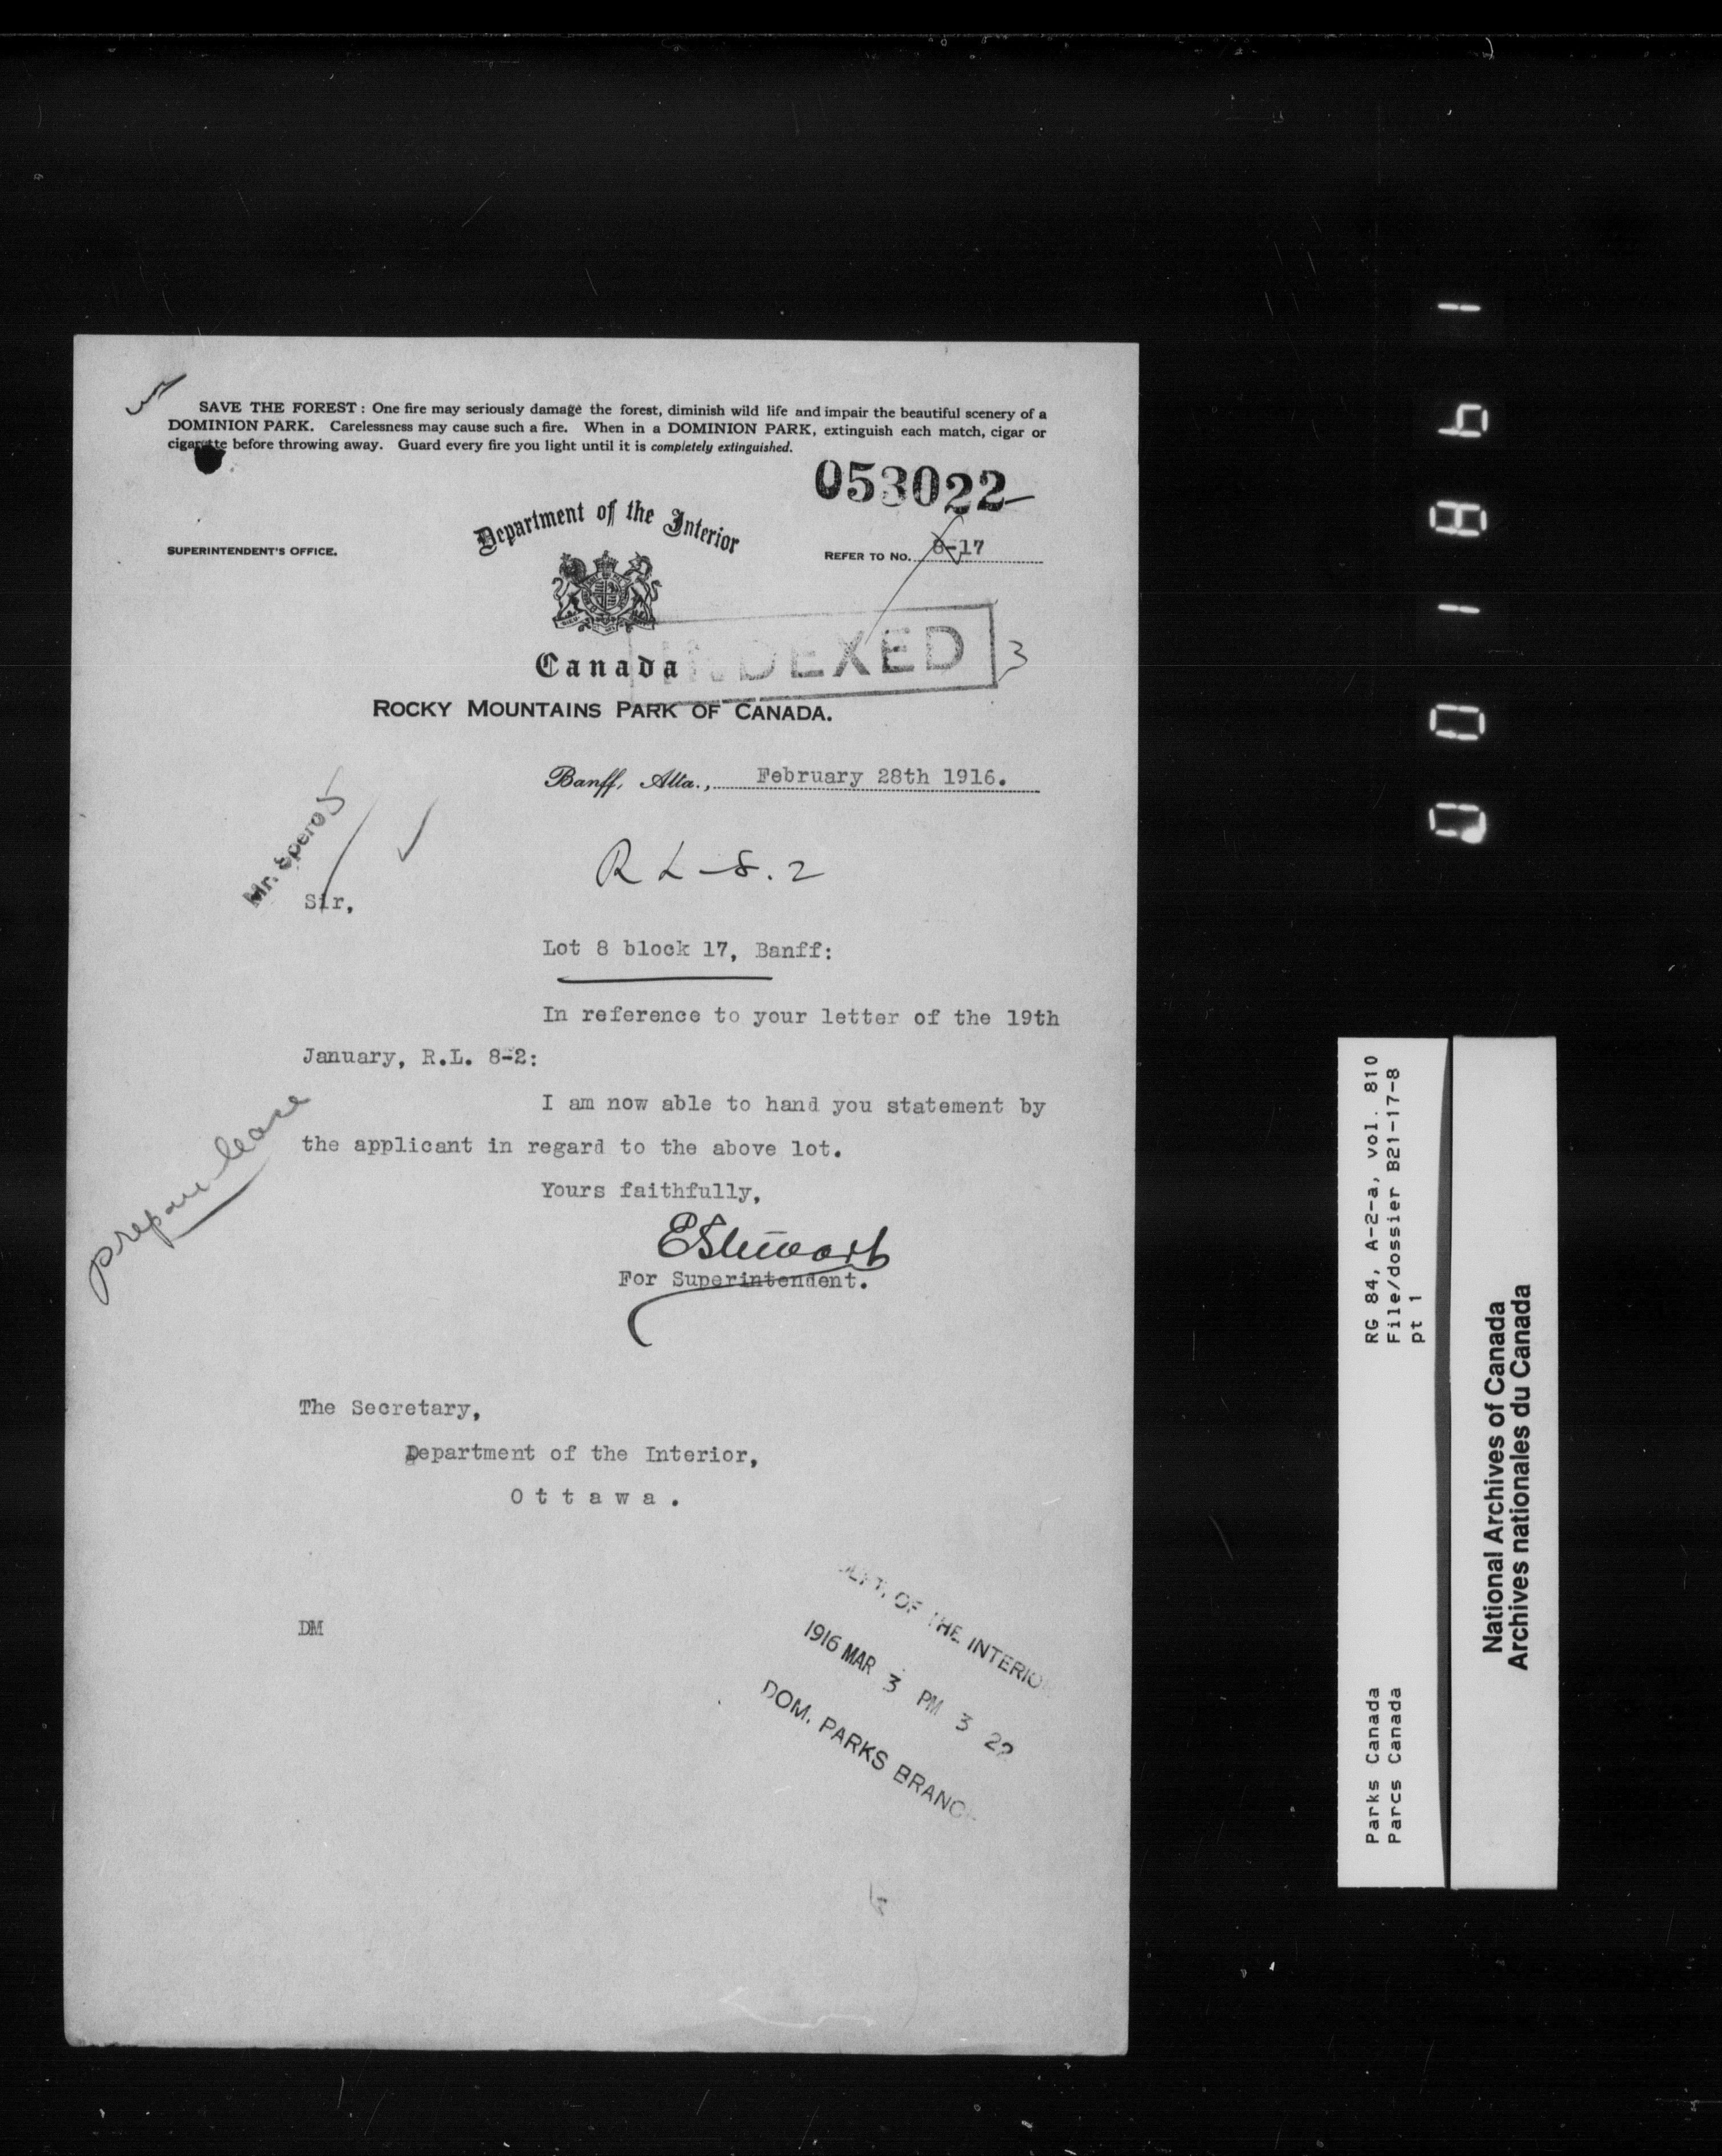 SAVE THE FOREST : One fire may seriously damage the forest, diminish wild life and impair the beautiful scenery of a
DOMINION PARK. Carelessness may cause such a fire. When in a DOMINION PARK, extinguish each match, cigar or
cigarette before throwing away. Guard every fire you light until it is completely extinguished.
053022
Department of the Interior
SUPERINTENDENT'S OFFICE.
REFER TO NO. 8-17
INDEXED 3
Canada
ROCKY MOUNTAINS PARK OF CANADA.
Banff, Alta., February 28th 1916.
Mr. Spero
R L - 8. 2
Sir,
Lot 8 block 17, Banff:
In reference to your letter of the 19th
January, R.L. 8-2:
I am now able to hand you statement by
the applicant in regard to the above lot.
prepare lease
Yours faithfully,
E Stewart
For Superintendent.
The Secretary,
Department of the Interior,
Ottawa.
DM
DEPT. OF THE INTERIOR
1916 MAR 3 PM 3 22
DOM. PARKS BRANCH
RG 84, A-2-a, vol. 810
File/dossier B21-17-8
pt 1
Parks Canada
Parcs Canada
National Archives of Canada
Archives nationales du Canada